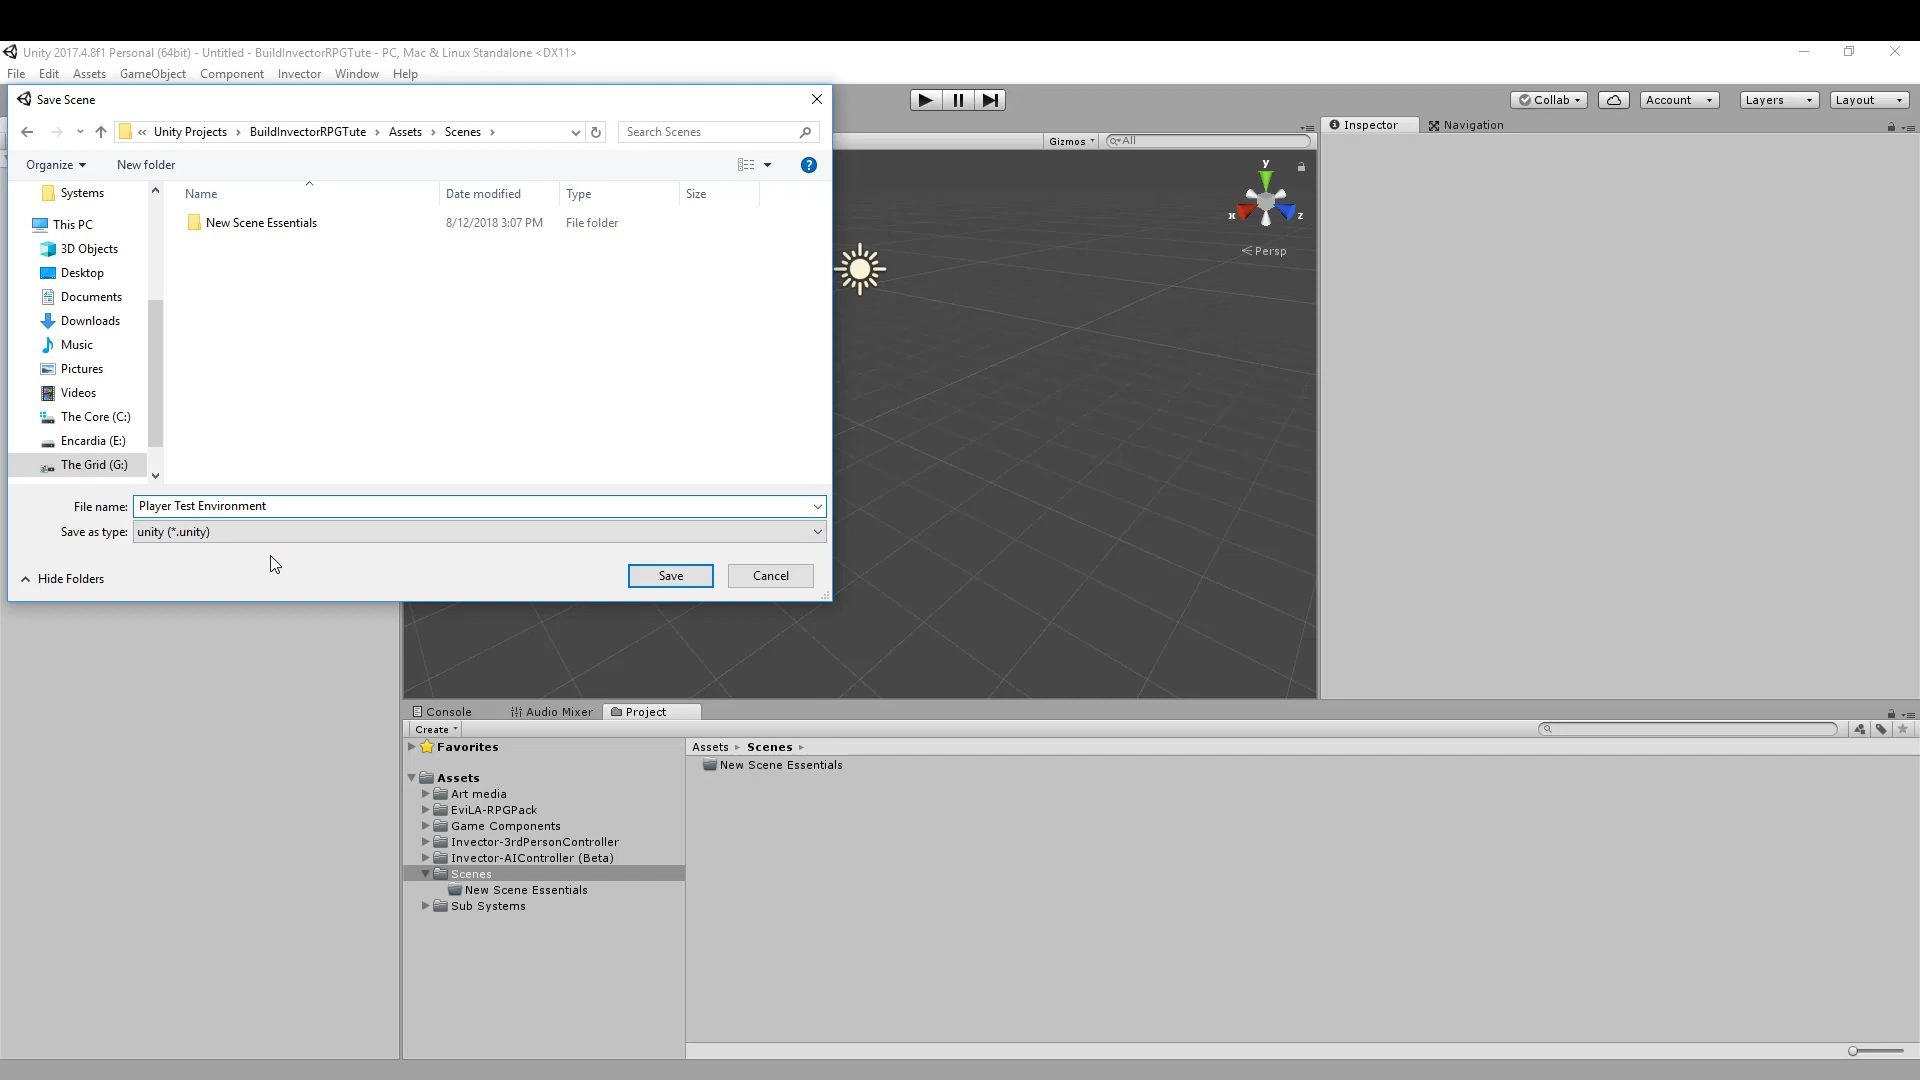 Unity 2017.4.8f1 Personal (64bit) - Untitled - BuildInvectorRPGTute - PC, Mac & Linux Standalone <DX11>
File Edit Assets GameObject Component Invector Window Help
Save Scene
Collab Account Layers Layout
« Unity Projects › BuildInvectorRPGTute › Assets › Scenes ›
Search Scenes
Gizmos
All
Inspector Navigation
Organize New folder
Name Date modified Type Size
New Scene Essentials 8/12/2018 3:07 PM File folder
Systems
This PC
3D Objects
Desktop
Documents
Downloads
Music
Pictures
Videos
The Core (C:)
Encardia (E:)
The Grid (G:)
y
x z
Persp
File name: Player Test Environment
Save as type: unity (*.unity)
Hide Folders
Save Cancel
Console Audio Mixer Project
Create
Favorites
Assets
Art media
EviLA-RPGPack
Game Components
Invector-3rdPersonController
Invector-AIController (Beta)
Scenes
New Scene Essentials
Sub Systems
Assets Scenes
New Scene Essentials